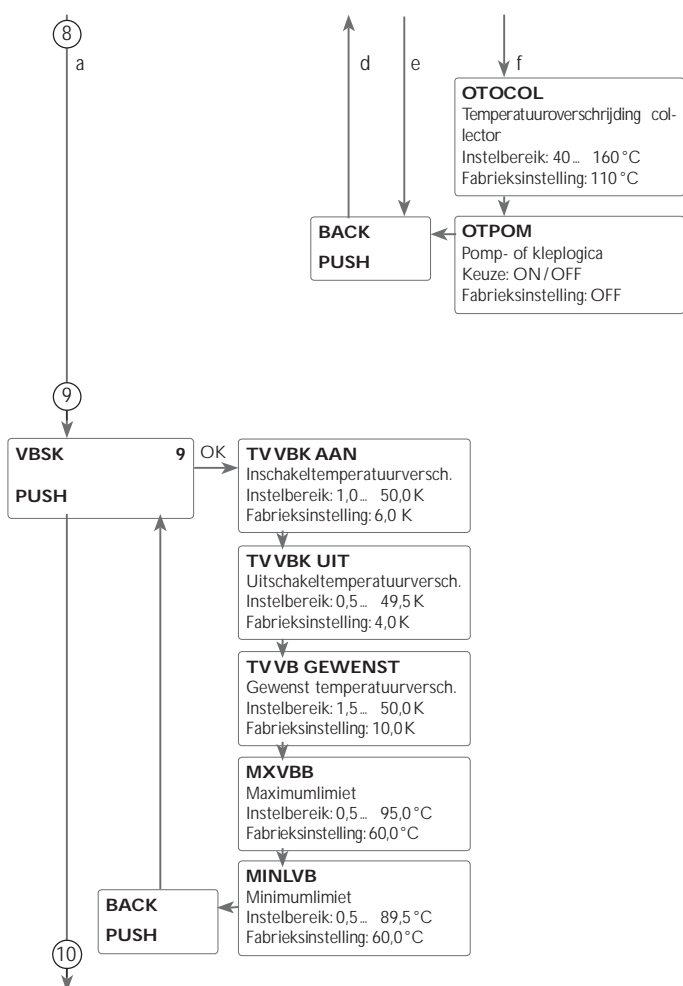 8
a
d
e
f
OTOCOL
Temperatuuroverschrijding col-
lector
Instelbereik: 40 ... 160 °C
Fabrieksinstelling: 110 °C
BACK
PUSH
OTPOM
Pomp- of kleplogica
Keuze: ON / OFF
Fabrieksinstelling: OFF
9
VBSK 9
PUSH
OK
TVVBK AAN
Inschakeltemperatuurversch.
Instelbereik: 1,0 ... 50,0 K
Fabrieksinstelling: 6,0 K
TVVBK UIT
Uitschakeltemperatuurversch.
Instelbereik: 0,5 ... 49,5 K
Fabrieksinstelling: 4,0 K
TVVB GEWENST
Gewenst temperatuurversch.
Instelbereik: 1,5 ... 50,0 K
Fabrieksinstelling: 10,0 K
MXVBB
Maximumlimiet
Instelbereik: 0,5 ... 95,0 °C
Fabrieksinstelling: 60,0 °C
MINLVB
Minimumlimiet
Instelbereik: 0,5 ... 89,5 °C
Fabrieksinstelling: 60,0 °C
BACK
PUSH
10